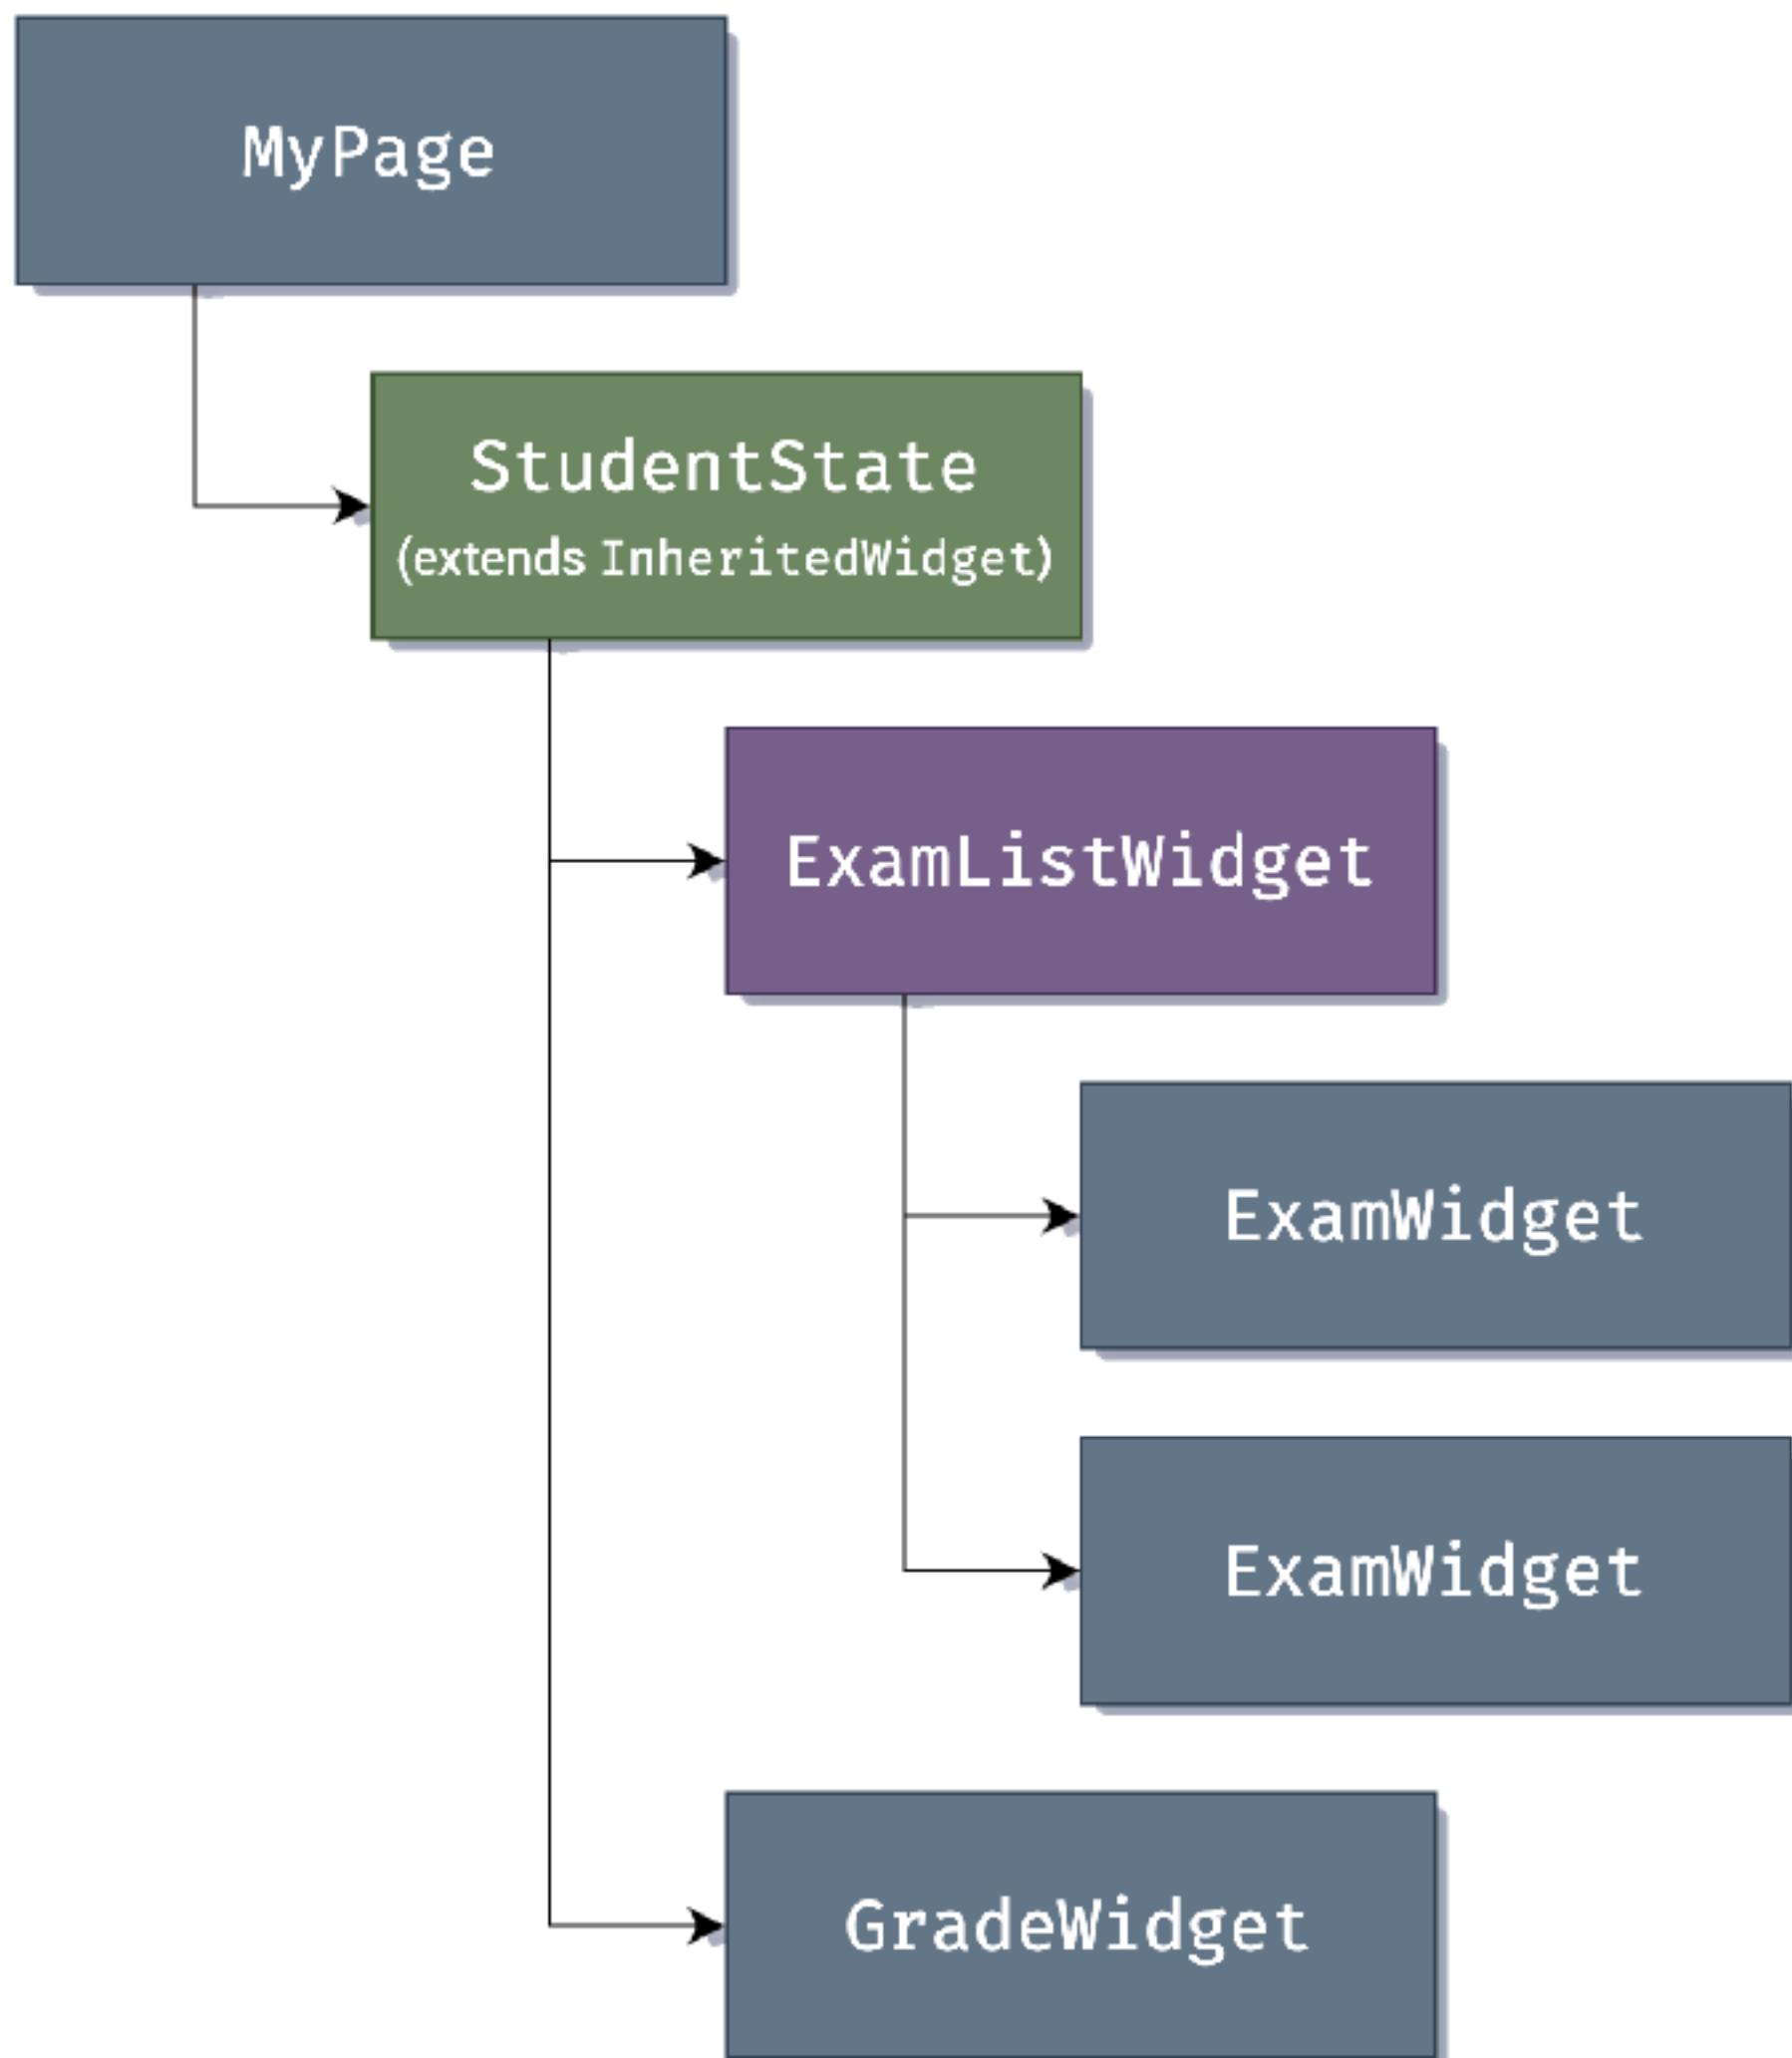 MyPage
StudentState
(extends InheritedWidget)
ExamListWidget
ExamWidget
ExamWidget
GradeWidget